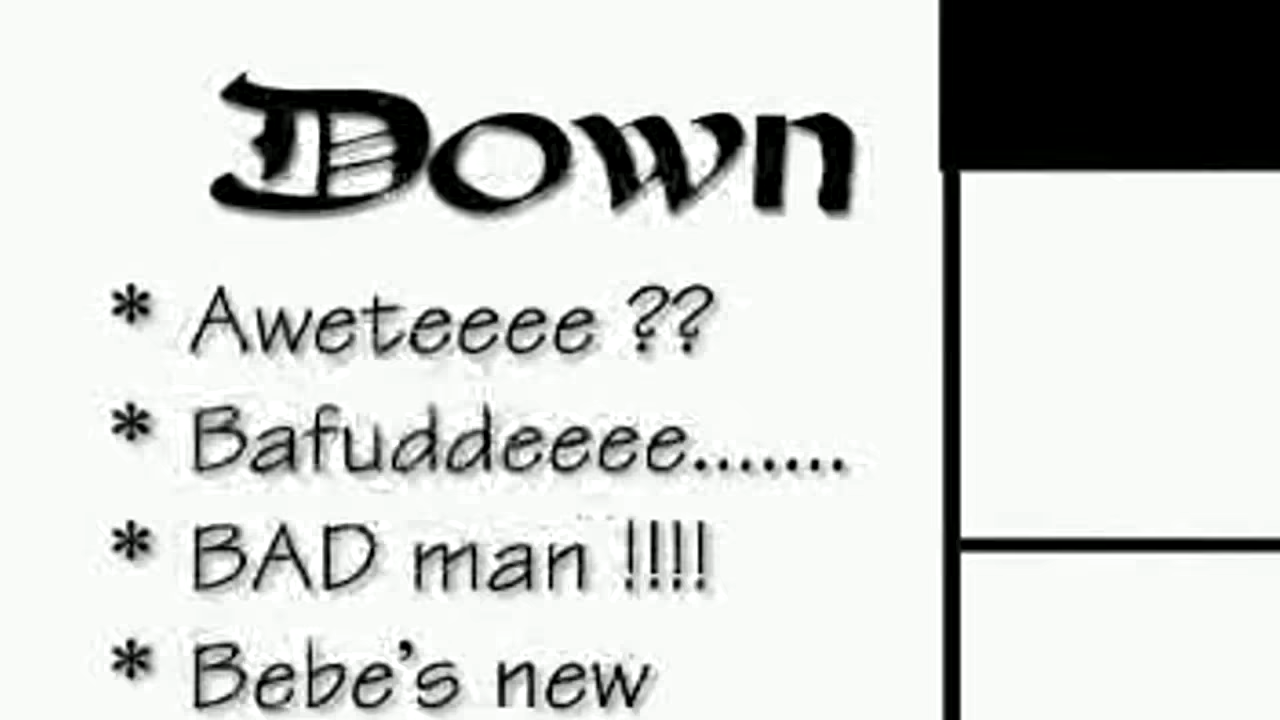 Down
* Aweteeee ??
* Bafuddeeee.......
* BAD man !!!!
* Bebe's new